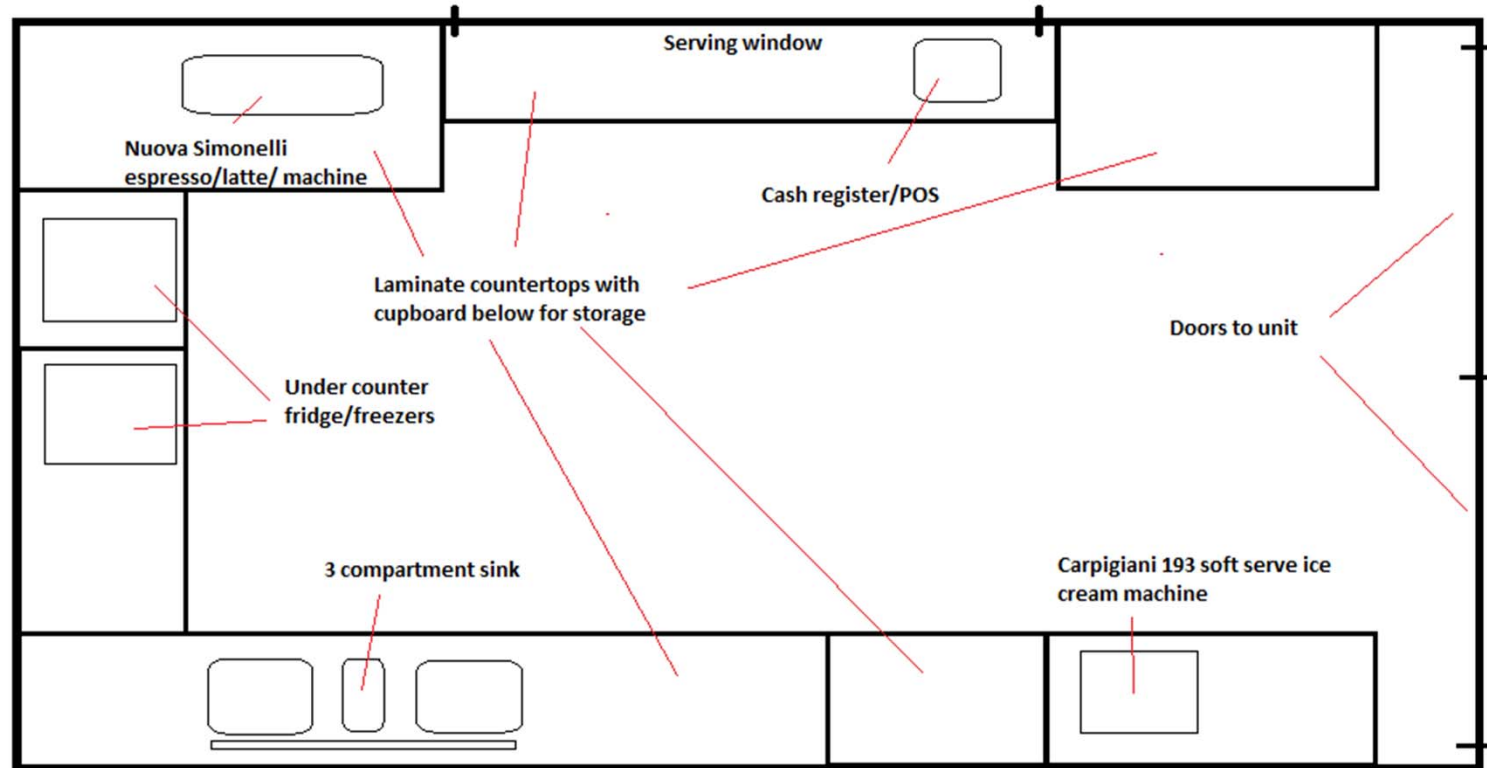 Serving window
Nuova Simonelli
espresso/latte/ machine
Cash register/POS
Laminate countertops with
cupboard below for storage
Doors to unit
Under counter
fridge/freezers
3 compartment sink
Carpigiani 193 soft serve ice
cream machine